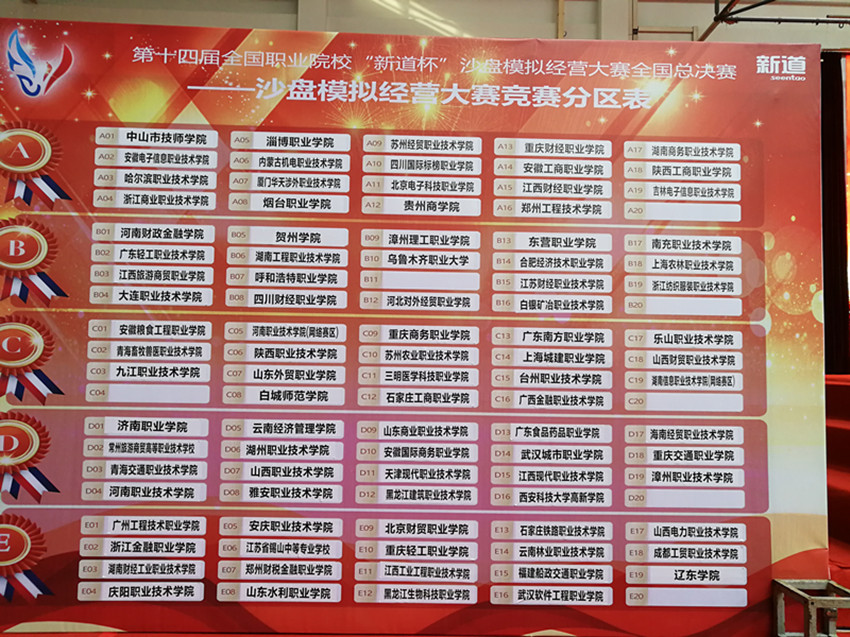 第十四届全国职业院校“新道杯”沙盘模拟经营大赛全国总决赛
——沙盘模拟经营大赛竞赛分区表
新道
seentao
A
A01 中山市技师学院
A02 安徽电子信息职业技术学院
A03 哈尔滨职业技术学院
A04 浙江商业职业技术学院
A05 淄博职业学院
A06 内蒙古机电职业技术学院
A07 厦门华天涉外职业技术学院
A08 烟台职业学院
A09 苏州经贸职业技术学院
A10 四川国际标榜职业学院
A11 北京电子科技职业学院
A12 贵州商学院
A13 重庆财经职业学院
A14 安徽工商职业学院
A15 江西财经职业学院
A16 郑州工程技术学院
A17 湖南商务职业技术学院
A18 陕西工商职业学院
A19 吉林电子信息职业技术学院
A20
B
B01 河南财政金融学院
B02 广东轻工职业技术学院
B03 江西旅游商贸职业学院
B04 大连职业技术学院
B05 贺州学院
B06 湖南工程职业技术学院
B07 呼和浩特职业学院
B08 四川财经职业学院
B09 漳州理工职业学院
B10 乌鲁木齐职业大学
B11
B12 河北对外经贸职业学院
B13 东营职业学院
B14 合肥经济技术职业学院
B15 江苏财经职业技术学院
B16 白银矿冶职业技术学院
B17 南充职业技术学院
B18 上海农林职业技术学院
B19 浙江纺织服装职业技术学院
B20
C
C01 安徽粮食工程职业学院
C02 青海畜牧兽医职业技术学院
C03 九江职业技术学院
C04
C05 河南职业技术学院(网络赛区)
C06 陕西职业技术学院
C07 山东外贸职业学院
C08 白城师范学院
C09 重庆商务职业学院
C10 苏州农业职业技术学院
C11 三明医学科技职业学院
C12 石家庄工商职业学院
C13 广东南方职业学院
C14 上海城建职业学院
C15 台州职业技术学院
C16 广西金融职业技术学院
C17 乐山职业技术学院
C18 山西财贸职业技术学院
C19 湖南信息职业技术学院(网络赛区)
C20
D
D01 济南职业学院
D02 常州旅游商贸高等职业技术学校
D03 青海交通职业技术学院
D04 河南职业技术学院
D05 云南经济管理学院
D06 湖州职业技术学院
D07 山西职业技术学院
D08 雅安职业技术学院
D09 山东商业职业技术学院
D10 安徽国际商务职业学院
D11 天津现代职业技术学院
D12 黑龙江建筑职业技术学院
D13 广东食品药品职业学院
D14 武汉城市职业学院
D15 江西现代职业技术学院
D16 西安科技大学高新学院
D17 海南经贸职业技术学院
D18 重庆交通职业学院
D19 漳州职业技术学院
D20
E
E01 广州工程技术职业学院
E02 浙江金融职业学院
E03 湖南财经工业职业技术学院
E04 庆阳职业技术学院
E05 安庆职业技术学院
E06 江苏省锡山中等专业学校
E07 郑州财税金融职业学院
E08 山东水利职业学院
E09 北京财贸职业学院
E10 重庆轻工职业学院
E11 江西工业工程职业技术学院
E12 黑龙江生物科技职业学院
E13 石家庄铁路职业技术学院
E14 云南林业职业技术学院
E15 福建船政交通职业学院
E16 武汉软件工程职业学院
E17 山西电力职业技术学院
E18 成都工贸职业技术学院
E19 辽东学院
E20